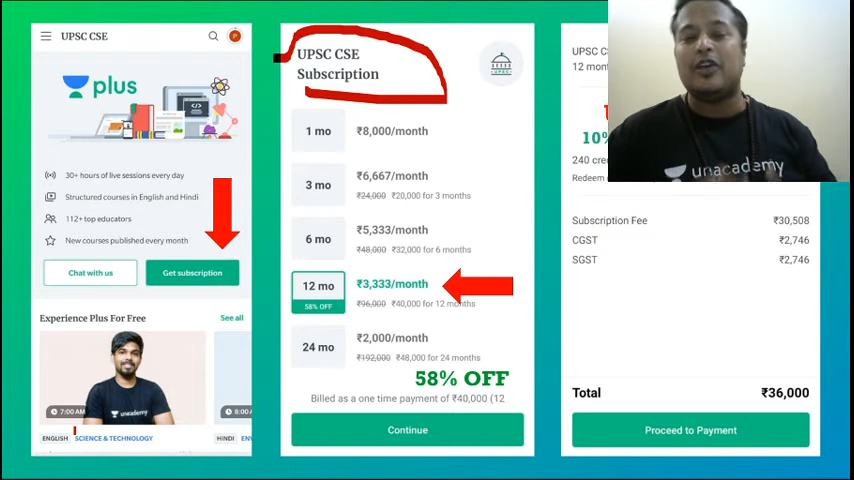 UPSC CSE
P
plus
30+ hours of live sessions every day
Structured courses in English and Hindi
112+ top educators
New courses published every month
Chat with us
Get subscription
Experience Plus For Free
See all
unacademy
7:00 AM
8:00 A
ENGLISH
SCIENCE & TECHNOLOGY
HINDI
UPSC CSE
Subscription
UPSC
1 mo
₹8,000/month
3 mo
₹6,667/month
₹24,000 ₹20,000 for 3 months
6 mo
₹5,333/month
₹48,000 ₹32,000 for 6 months
12 mo
58% OFF
₹3,333/month
₹96,000 ₹40,000 for 12 months
24 mo
₹2,000/month
₹192,000 ₹48,000 for 24 months
58% OFF
Billed as a one time payment of ₹40,000 (12
Continue
UPSC C
12 mon
10%
240 cre
Redeem
unacademy
Subscription Fee ₹30,508
CGST ₹2,746
SGST ₹2,746
Total ₹36,000
Proceed to Payment